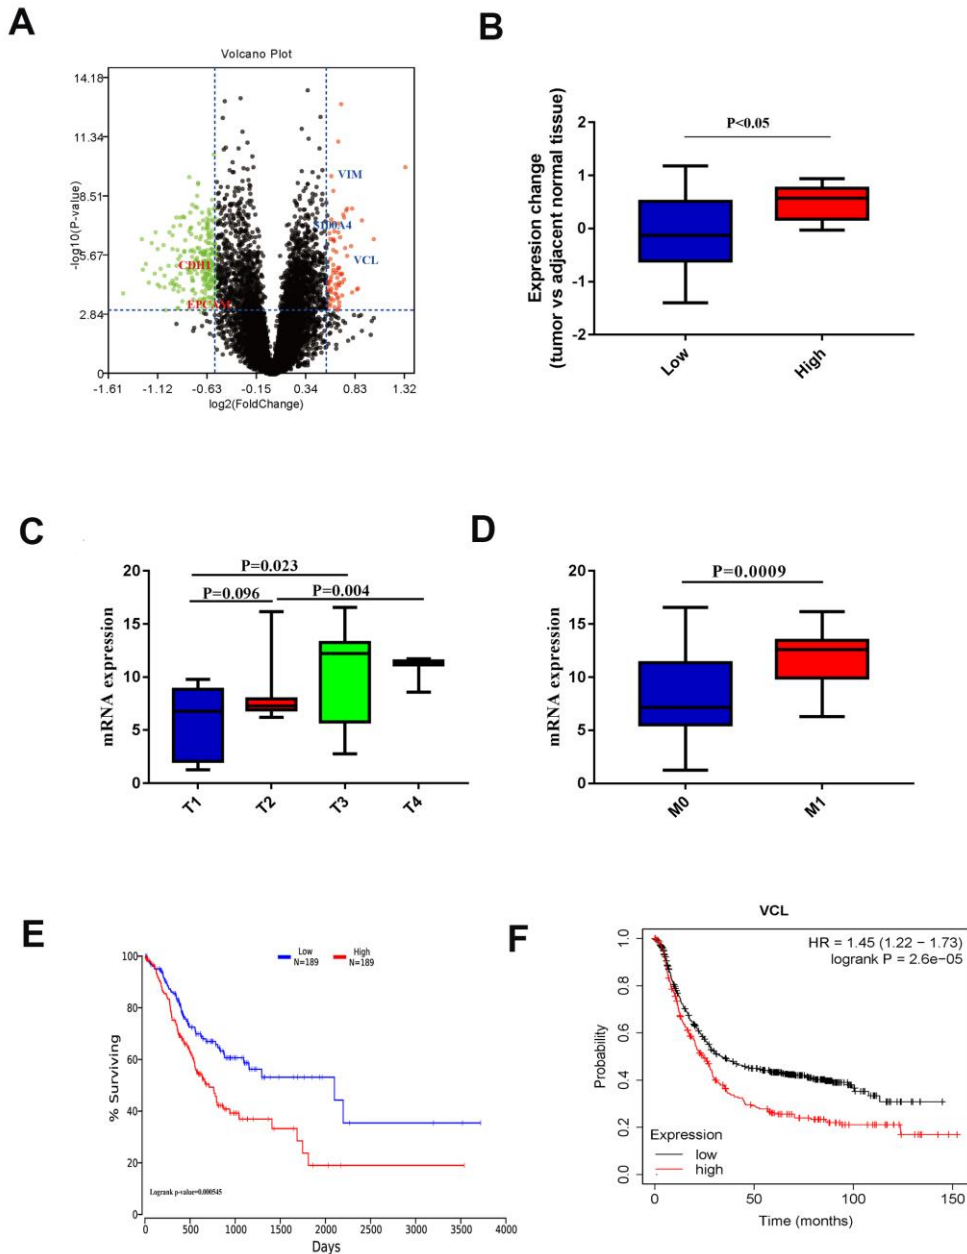 A
Volcano Plot
-log10(P-value)
14.18
11.34
8.51
5.67
2.84
0
VIM
S100A4
VCL
CDH1
-1.61 -1.12 -0.63 -0.15 0.34 0.83 1.32
log2(FoldChange)
B
P<0.05
Expresion change
(tumor vs adjacent normal tissue)
2
1
0
-1
-2
Low High
C
P=0.023
P=0.096 P=0.004
mRNA expression
20
15
10
5
0
T1 T2 T3 T4
D
P=0.0009
mRNA expression
20
15
10
5
0
M0 M1
E
Low High
N=189 N=189
% Surviving
100
80
60
40
20
0
Logrank p-value=0.000545
0 500 1000 1500 2000 2500 3000 3500 4000
Days
F
VCL
HR = 1.45 (1.22 − 1.73)
logrank P = 2.6e−05
Probability
1.0
0.8
0.6
0.4
0.2
0.0
Expression
low
high
0 50 100 150
Time (months)